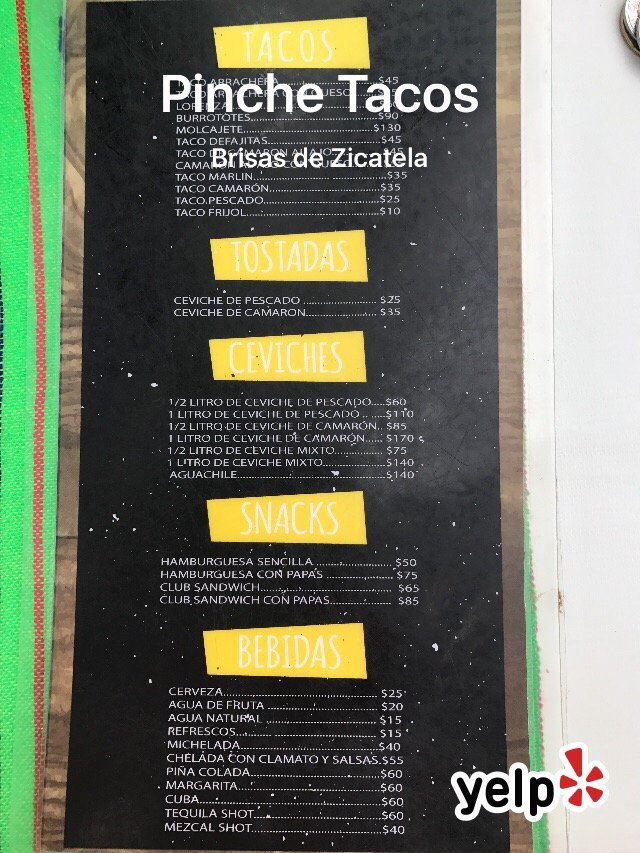 TACOS
TACO ARRACHERA $45
Pinche Tacos
BURROTOTES $90
MOLCAJETE $130
TACO DEFAJITAS $45
Brisas de Zicatela
TACO MARLIN $35
TACO CAMARÓN $35
TACO PESCADO $25
TACO FRIJOL $10
TOSTADAS
CEVICHE DE PESCADO $25
CEVICHE DE CAMARON $35
CEVICHES
1/2 LITRO DE CEVICHE DE PESCADO $60
1 LITRO DE CEVICHE DE PESCADO $110
1/2 LITRO DE CEVICHE DE CAMARÓN $85
1 LITRO DE CEVICHE DE CAMARÓN $170
1/2 LITRO DE CEVICHE MIXTO $75
1 LITRO DE CEVICHE MIXTO $140
AGUACHILE $140
SNACKS
HAMBURGUESA SENCILLA $50
HAMBURGUESA CON PAPAS $75
CLUB SANDWICH $65
CLUB SANDWICH CON PAPAS $85
BEBIDAS
CERVEZA $25
AGUA DE FRUTA $20
AGUA NATURAL $15
REFRESCOS $15
MICHELADA $40
CHELADA CON CLAMATO Y SALSAS $55
PIÑA COLADA $60
MARGARITA $60
CUBA $60
TEQUILA SHOT $60
MEZCAL SHOT $40
yelp